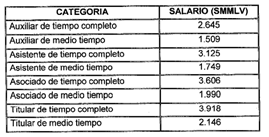 CATEGORIA SALARIO (SMMLV)
Auxiliar de tiempo completo 2.645
Auxiliar de medio tiempo 1.509
Asistente de tiempo completo 3.125
Asistente de medio tiempo 1.749
Asociado de tiempo completo 3.606
Asociado de medio tiempo 1.990
Titular de tiempo completo 3.918
Titular de medio tiempo 2.146